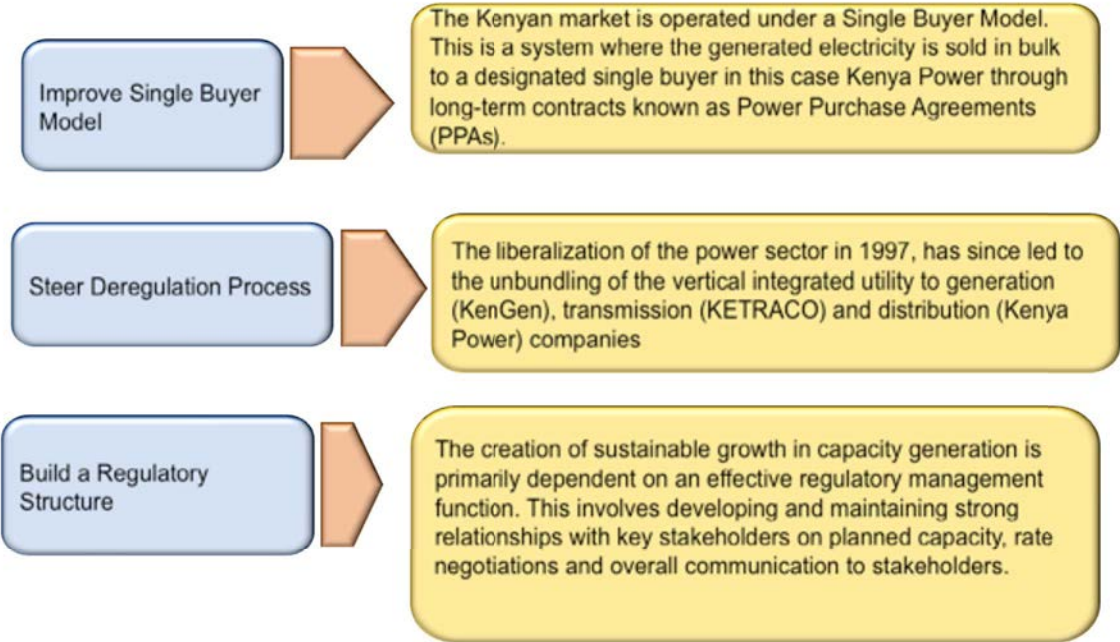 Improve Single Buyer
Model
The Kenyan market is operated under a Single Buyer Model.
This is a system where the generated electricity is sold in bulk
to a designated single buyer in this case Kenya Power through
long-term contracts known as Power Purchase Agreements
(PPAs).
Steer Deregulation Process
The liberalization of the power sector in 1997, has since led to
the unbundling of the vertical integrated utility to generation
(KenGen), transmission (KETRACO) and distribution (Kenya
Power) companies
Build a Regulatory
Structure
The creation of sustainable growth in capacity generation is
primarily dependent on an effective regulatory management
function. This involves developing and maintaining strong
relationships with key stakeholders on planned capacity, rate
negotiations and overall communication to stakeholders.